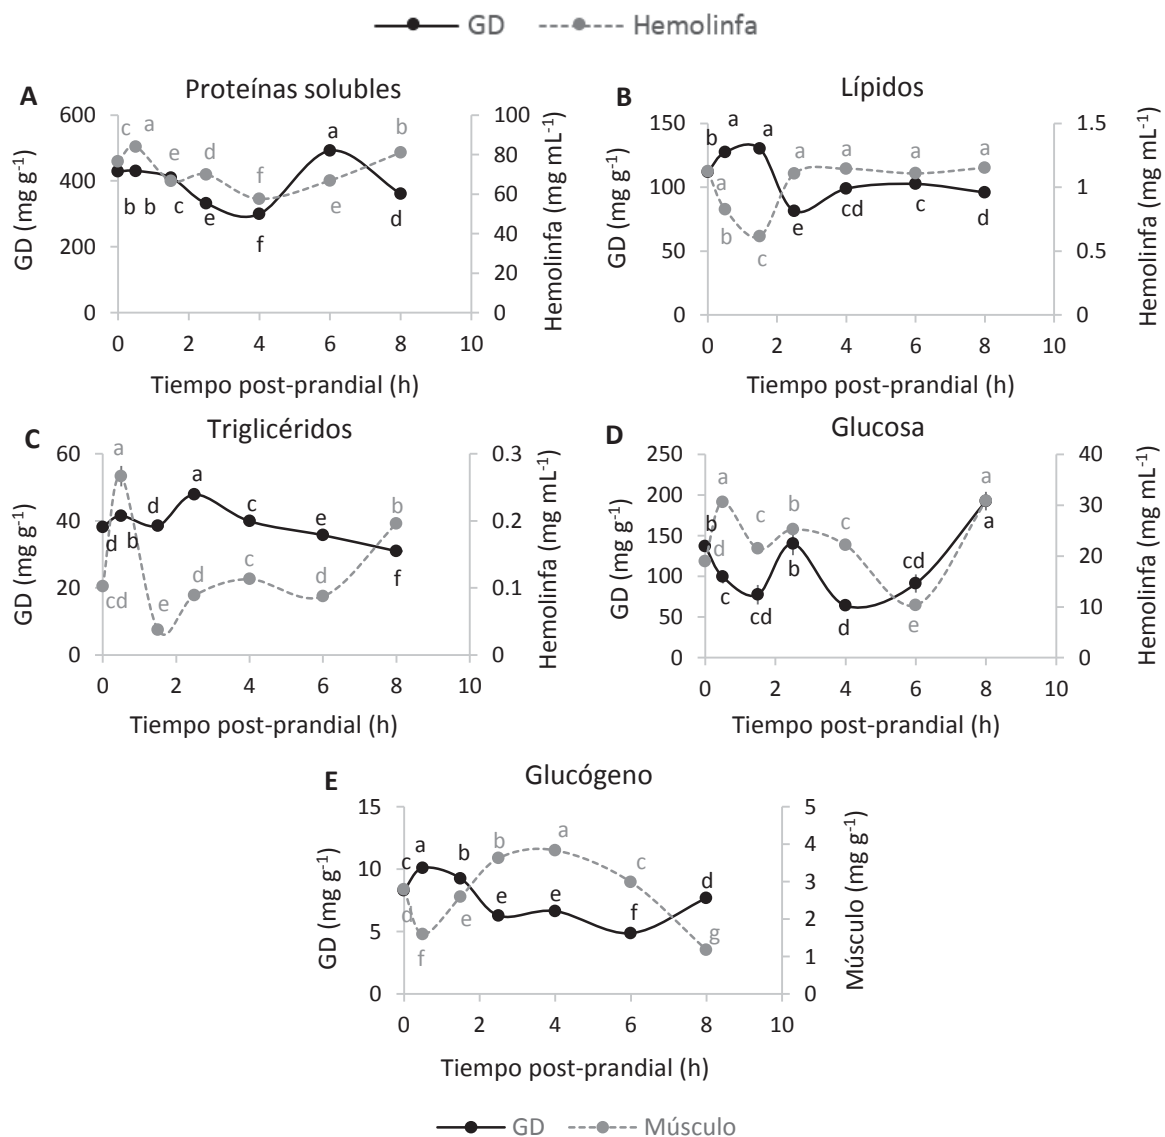 GD Hemolinfa
A Proteínas solubles
600 100
400 80
200 60
0 40
20
0
GD (mg g-1)
Hemolinfa (mg mL-1)
c a e d f e b
b b c e f a d
0 2 4 6 8 10
Tiempo post-prandial (h)
B Lípidos
150 1.5
100 1
50 0.5
0 0
GD (mg g-1)
Hemolinfa (mg mL-1)
b a a e cd c d
a b c a a a a
0 2 4 6 8 10
Tiempo post-prandial (h)
C Triglicéridos
60 0.3
40 0.2
20 0.1
0 0
GD (mg g-1)
Hemolinfa (mg mL-1)
d b d a c e f
cd a e d c d b
0 2 4 6 8 10
Tiempo post-prandial (h)
D Glucosa
250 40
200 30
150 20
100 10
50 0
0
GD (mg g-1)
Hemolinfa (mg mL-1)
b c cd b d cd a
d a c b c e a
0 2 4 6 8 10
Tiempo post-prandial (h)
E Glucógeno
15 5
10 4
5 3
0 2
1
0
GD (mg g-1)
Músculo (mg g-1)
c a b e e f d
d f e b a c g
0 2 4 6 8 10
Tiempo post-prandial (h)
GD Músculo